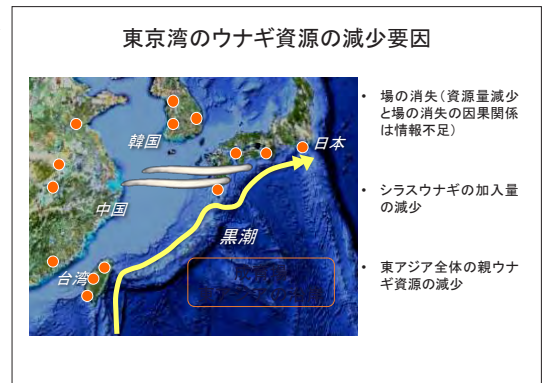 東京湾のウナギ資源の減少要因
• 場の消失(資源量減少
と場の消失の因果関係
は情報不足)
• シラスウナギの加入量
の減少
• 東アジア全体の親ウナ
ギ資源の減少
韓国
日本
中国
黒潮
台湾